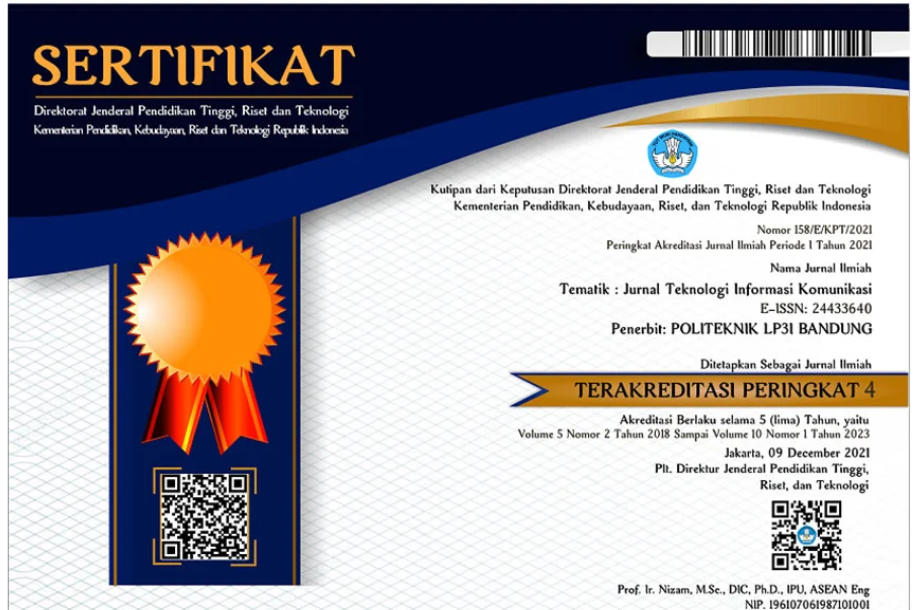 SERTIFIKAT
Direktorat Jenderal Pendidikan Tinggi, Riset dan Teknologi
Kementerian Pendidikan, Kebudayaan, Riset dan Teknologi Republik Indonesia
TUT WURI HANDAYANI
Kutipan dari Keputusan Direktorat Jenderal Pendidikan Tinggi, Riset dan Teknologi
Kementerian Pendidikan, Kebudayaan, Riset, dan Teknologi Republik Indonesia
Nomor 158/E/KPT/2021
Peringkat Akreditasi Jurnal Ilmiah Periode I Tahun 2021
Nama Jurnal Ilmiah
Tematik : Jurnal Teknologi Informasi Komunikasi
E-ISSN: 24433640
Penerbit: POLITEKNIK LP3I BANDUNG
Ditetapkan Sebagai Jurnal Ilmiah
TERAKREDITASI PERINGKAT 4
Akreditasi Berlaku selama 5 (lima) Tahun, yaitu
Volume 5 Nomor 2 Tahun 2018 Sampai Volume 10 Nomor 1 Tahun 2023
Jakarta, 09 December 2021
Plt. Direktur Jenderal Pendidikan Tinggi,
Riset, dan Teknologi
Prof. Ir. Nizam, M.Sc., DIC, Ph.D., IPU, ASEAN Eng
NIP. 196107061987101001